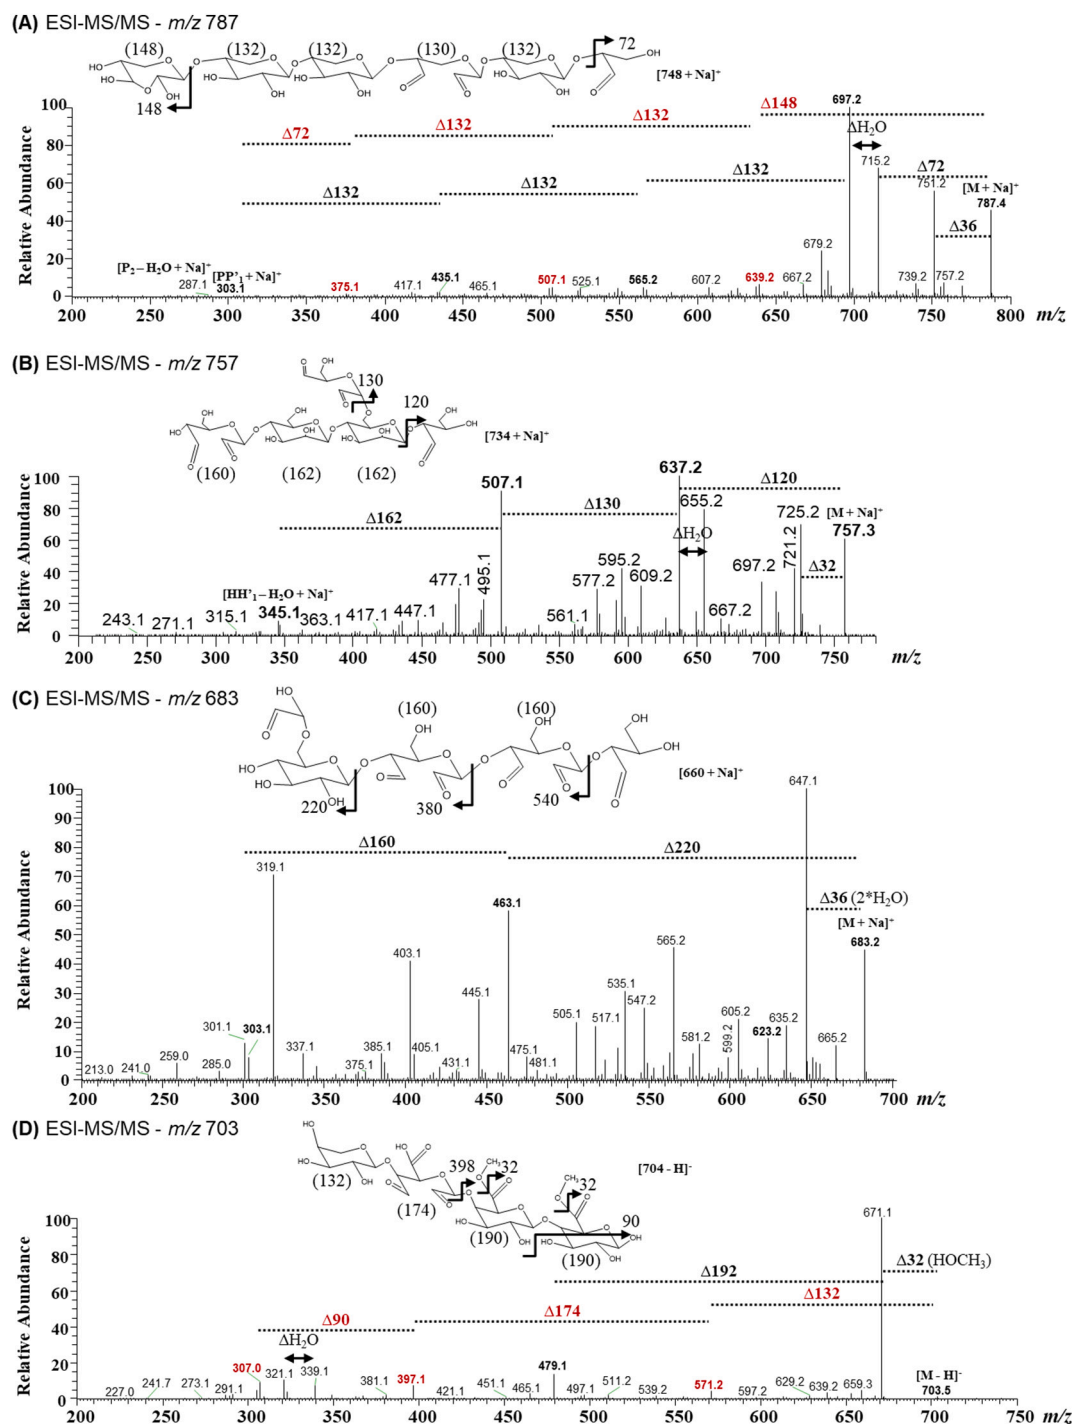 (A) ESI-MS/MS - m/z 787
(148) (132) (132) (130) (132) 72
[748 + Na]⁺
148
Δ148
697.2
Δ132
Δ132
Δ72
ΔH₂O
715.2
Δ72
751.2
[M + Na]⁺
787.4
Δ132
Δ132
Δ132
Δ36
679.2
[P₂ – H₂O + Na]⁺
[PP'₁ + Na]⁺
287.1 303.1 375.1 417.1 435.1 465.1 507.1 525.1 565.2 607.2 639.2 667.2 739.2 757.2
Relative Abundance
100
80
60
40
20
0
200 250 300 350 400 450 500 550 600 650 700 750 800 m/z
(B) ESI-MS/MS - m/z 757
130
120
[734 + Na]⁺
(160) (162) (162)
637.2
507.1
Δ120
655.2
Δ130
Δ162
725.2
[M + Na]⁺
757.3
ΔH₂O
721.2
Δ32
595.2
577.2
609.2
697.2
477.1
495.1
[HH'₁ – H₂O + Na]⁺
243.1 271.1 315.1 345.1 363.1 417.1 447.1 561.1 667.2
Relative Abundance
100
80
60
40
20
0
200 250 300 350 400 450 500 550 600 650 700 750 m/z
(C) ESI-MS/MS - m/z 683
(160) (160)
[660 + Na]⁺
220 380 540
647.1
Δ160
Δ220
319.1
Δ36 (2*H₂O)
463.1
[M + Na]⁺
683.2
403.1
565.2
445.1
535.1
547.2
505.1
517.1
301.1 303.1
605.2
599.2
623.2
635.2
665.2
213.0 241.0 259.0 285.0 337.1 375.1 385.1 405.1 431.1 475.1 481.1 581.2
Relative Abundance
100
90
80
70
60
50
40
30
20
10
0
200 250 300 350 400 450 500 550 600 650 700 m/z
(D) ESI-MS/MS - m/z 703
[704 - H]⁻
(132) (174) (190) (190)
398 32
32
90
671.1
Δ32 (HOCH₃)
Δ192
Δ132
Δ174
Δ90
ΔH₂O
479.1
[M - H]⁻
703.5
227.0 241.7 273.1 291.1 307.0 321.1 339.1 381.1 397.1 421.1 451.1 465.1 497.1 511.2 539.2 571.2 597.2 629.2 639.2 659.3
Relative Abundance
100
80
60
40
20
0
200 250 300 350 400 450 500 550 600 650 700 750 m/z